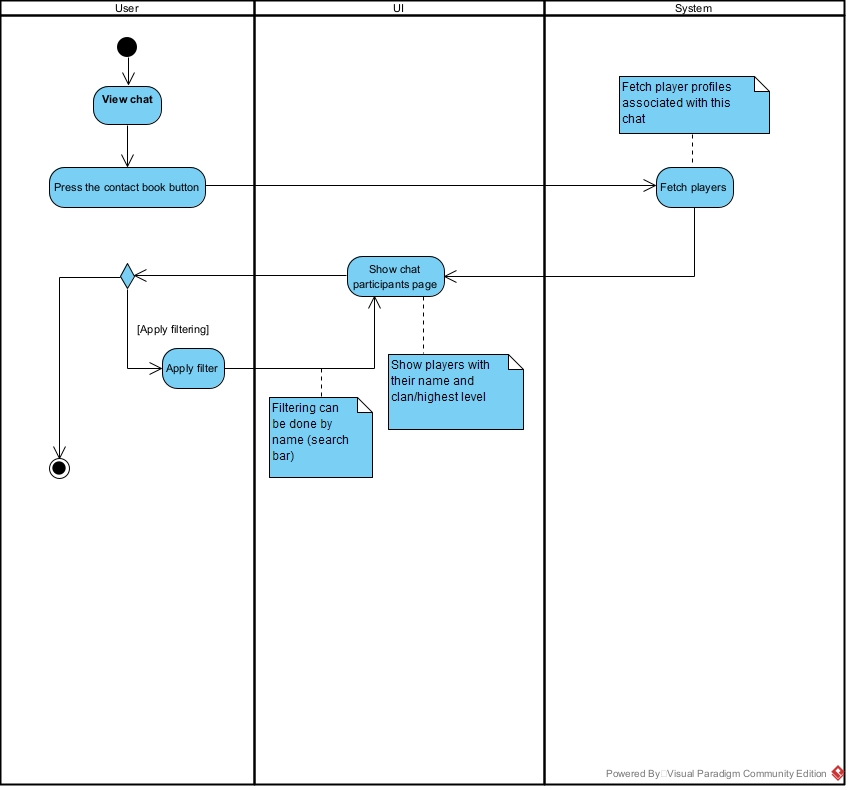 User
UI
System
View chat
Fetch player profiles
associated with this
chat
Press the contact book button
Fetch players
Show chat
participants page
[Apply filtering]
Apply filter
Show players with
their name and
clan/highest level
Filtering can
be done by
name (search
bar)
Powered By Visual Paradigm Community Edition